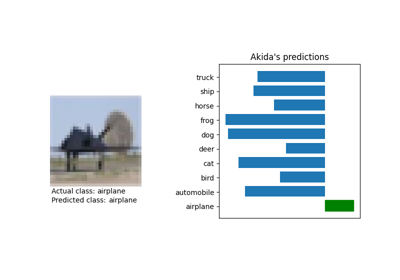 Akida's predictions
truck
ship
horse
frog
dog
deer
cat
bird
automobile
airplane
Actual class: airplane
Predicted class: airplane